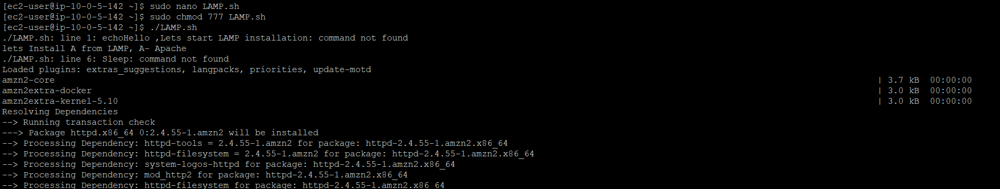 [ec2-user@ip-10-0-5-142 ~]$ sudo nano LAMP.sh
[ec2-user@ip-10-0-5-142 ~]$ sudo chmod 777 LAMP.sh
[ec2-user@ip-10-0-5-142 ~]$ ./LAMP.sh
./LAMP.sh: line 1: echoHello ,Lets start LAMP installation: command not found
lets Install A from LAMP, A- Apache
./LAMP.sh: line 6: Sleep: command not found
Loaded plugins: extras_suggestions, langpacks, priorities, update-motd
amzn2-core | 3.7 kB 00:00:00
amzn2extra-docker | 3.0 kB 00:00:00
amzn2extra-kernel-5.10 | 3.0 kB 00:00:00
Resolving Dependencies
--> Running transaction check
---> Package httpd.x86_64 0:2.4.55-1.amzn2 will be installed
--> Processing Dependency: httpd-tools = 2.4.55-1.amzn2 for package: httpd-2.4.55-1.amzn2.x86_64
--> Processing Dependency: httpd-filesystem = 2.4.55-1.amzn2 for package: httpd-2.4.55-1.amzn2.x86_64
--> Processing Dependency: system-logos-httpd for package: httpd-2.4.55-1.amzn2.x86_64
--> Processing Dependency: mod_http2 for package: httpd-2.4.55-1.amzn2.x86_64
--> Processing Dependency: httpd-filesystem for package: httpd-2.4.55-1.amzn2.x86_64